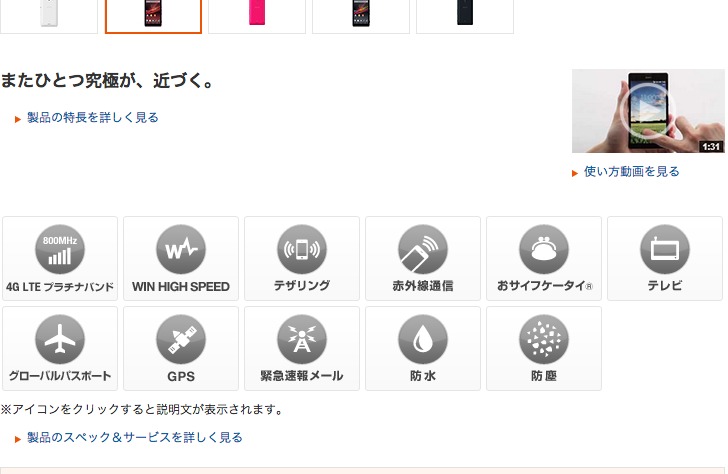 またひとつ究極が、近づく。
製品の特長を詳しく見る
1:31
使い方動画を見る
800MHz
4G LTE プラチナバンド
W
WIN HIGH SPEED
テザリング
赤外線通信
おサイフケータイ®
テレビ
グローバルパスポート
GPS
緊急速報メール
防水
防塵
※アイコンをクリックすると説明文が表示されます。
製品のスペック＆サービスを詳しく見る